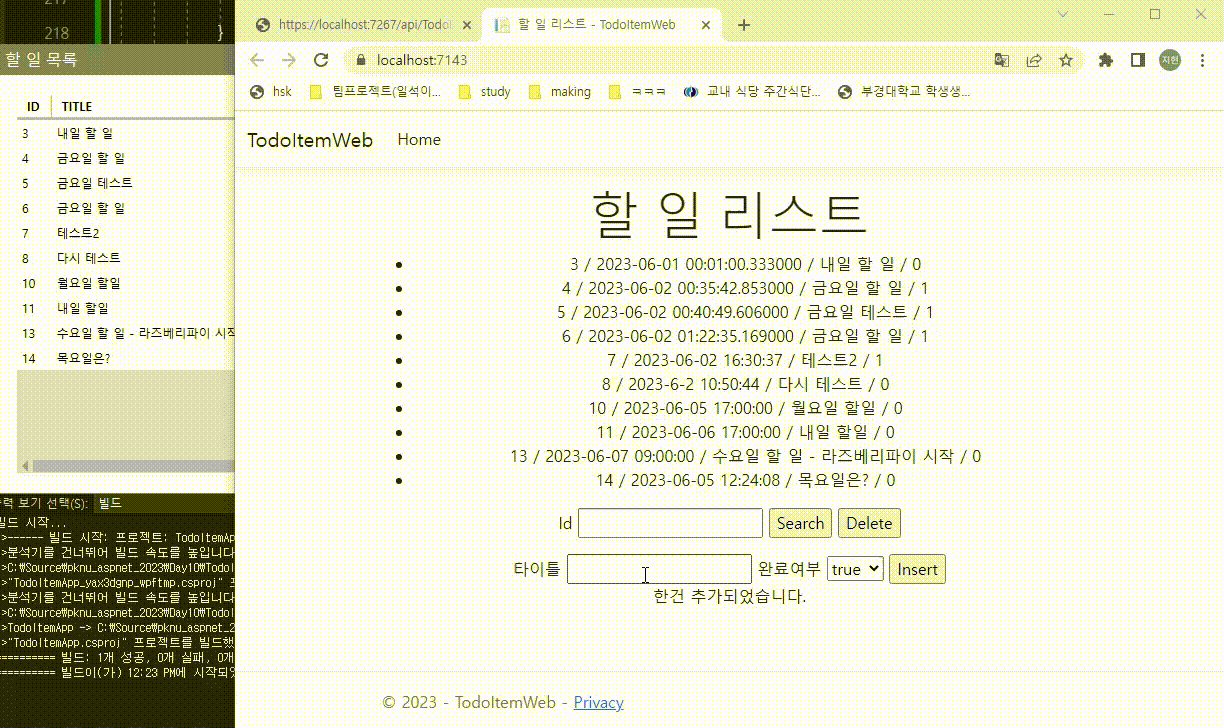 218
}
할 일 목록
ID TITLE
3 내일 할 일
4 금요일 할 일
5 금요일 테스트
6 금요일 할 일
7 테스트2
8 다시 테스트
10 월요일 할일
11 내일 할일
13 수요일 할 일 - 라즈베리파이 시작
14 목요일은?
력 보기 선택(S): 빌드
빌드 시작...
>------ 빌드 시작: 프로젝트: TodoItemAp
>분석기를 건너뛰어 빌드 속도를 높입니다
>C:\Source\pknu_aspnet_2023\Day10\TodoI
>"TodoItemApp_yax3dgnp_wpftmp.csproj" 프
>분석기를 건너뛰어 빌드 속도를 높입니다
>C:\Source\pknu_aspnet_2023\Day10\TodoI
>TodoItemApp -> C:\Source\pknu_aspnet_2
>"TodoItemApp.csproj" 프로젝트를 빌드했
========== 빌드: 1개 성공, 0개 실패, 0개
========== 빌드이(가) 12:23 PM에 시작되었
https://localhost:7267/api/TodoI
할 일 리스트 - TodoItemWeb
localhost:7143
지현
hsk 팀프로젝트(일석이... study making ㅋㅋㅋ 교내 식당 주간식단... 부경대학교 학생생...
TodoItemWeb Home
할 일 리스트
3 / 2023-06-01 00:01:00.333000 / 내일 할 일 / 0
4 / 2023-06-02 00:35:42.853000 / 금요일 할 일 / 1
5 / 2023-06-02 00:40:49.606000 / 금요일 테스트 / 1
6 / 2023-06-02 01:22:35.169000 / 금요일 할 일 / 1
7 / 2023-06-02 16:30:37 / 테스트2 / 1
8 / 2023-6-2 10:50:44 / 다시 테스트 / 0
10 / 2023-06-05 17:00:00 / 월요일 할일 / 0
11 / 2023-06-06 17:00:00 / 내일 할일 / 0
13 / 2023-06-07 09:00:00 / 수요일 할 일 - 라즈베리파이 시작 / 0
14 / 2023-06-05 12:24:08 / 목요일은? / 0
Id Search Delete
타이틀 완료여부 true Insert
한건 추가되었습니다.
© 2023 - TodoItemWeb - Privacy